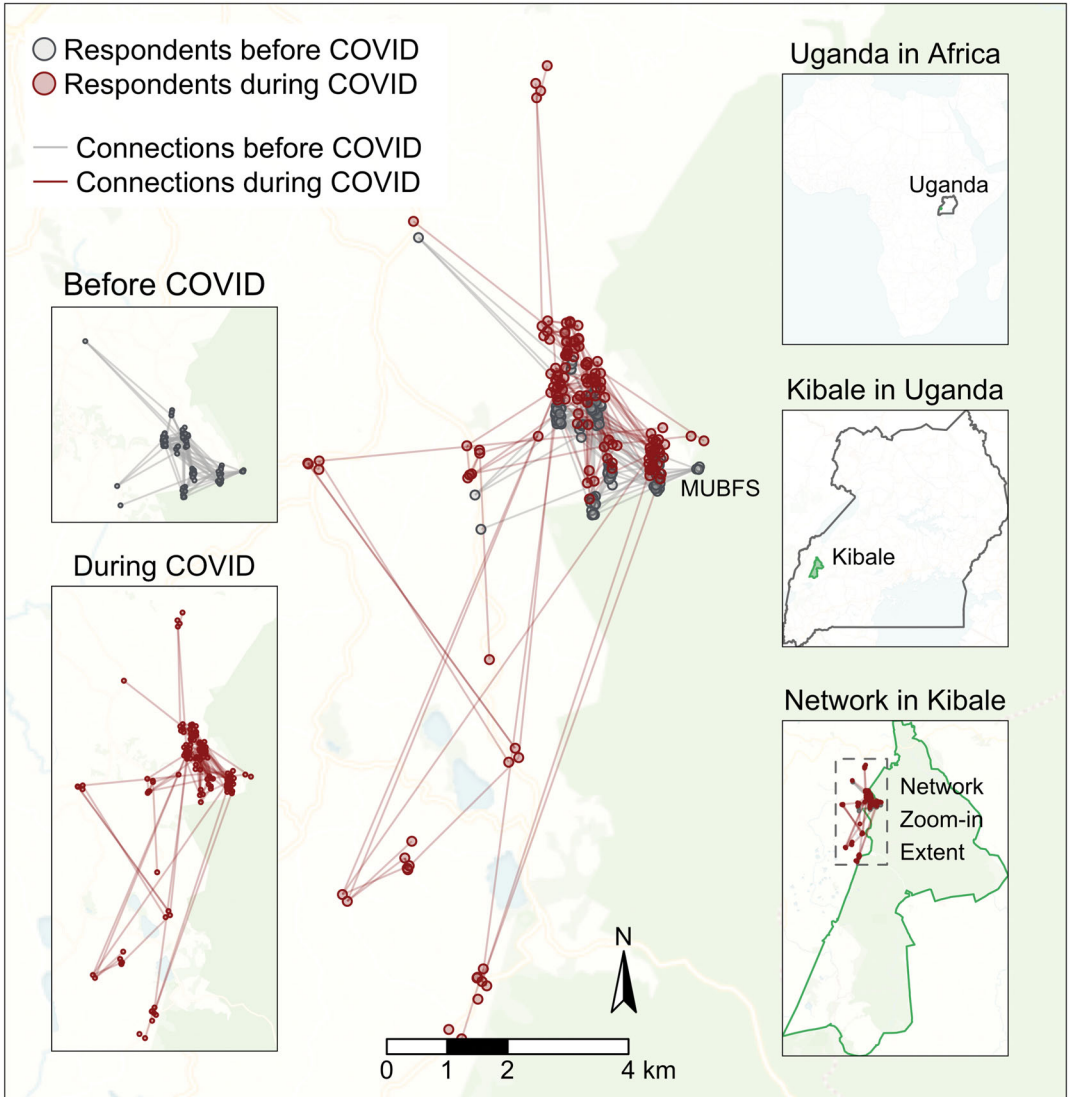 Respondents before COVID
Respondents during COVID
Connections before COVID
Connections during COVID
Before COVID
During COVID
MUBFS
Uganda in Africa
Uganda
Kibale in Uganda
Kibale
Network in Kibale
Network
Zoom-in
Extent
N
0 1 2 4 km